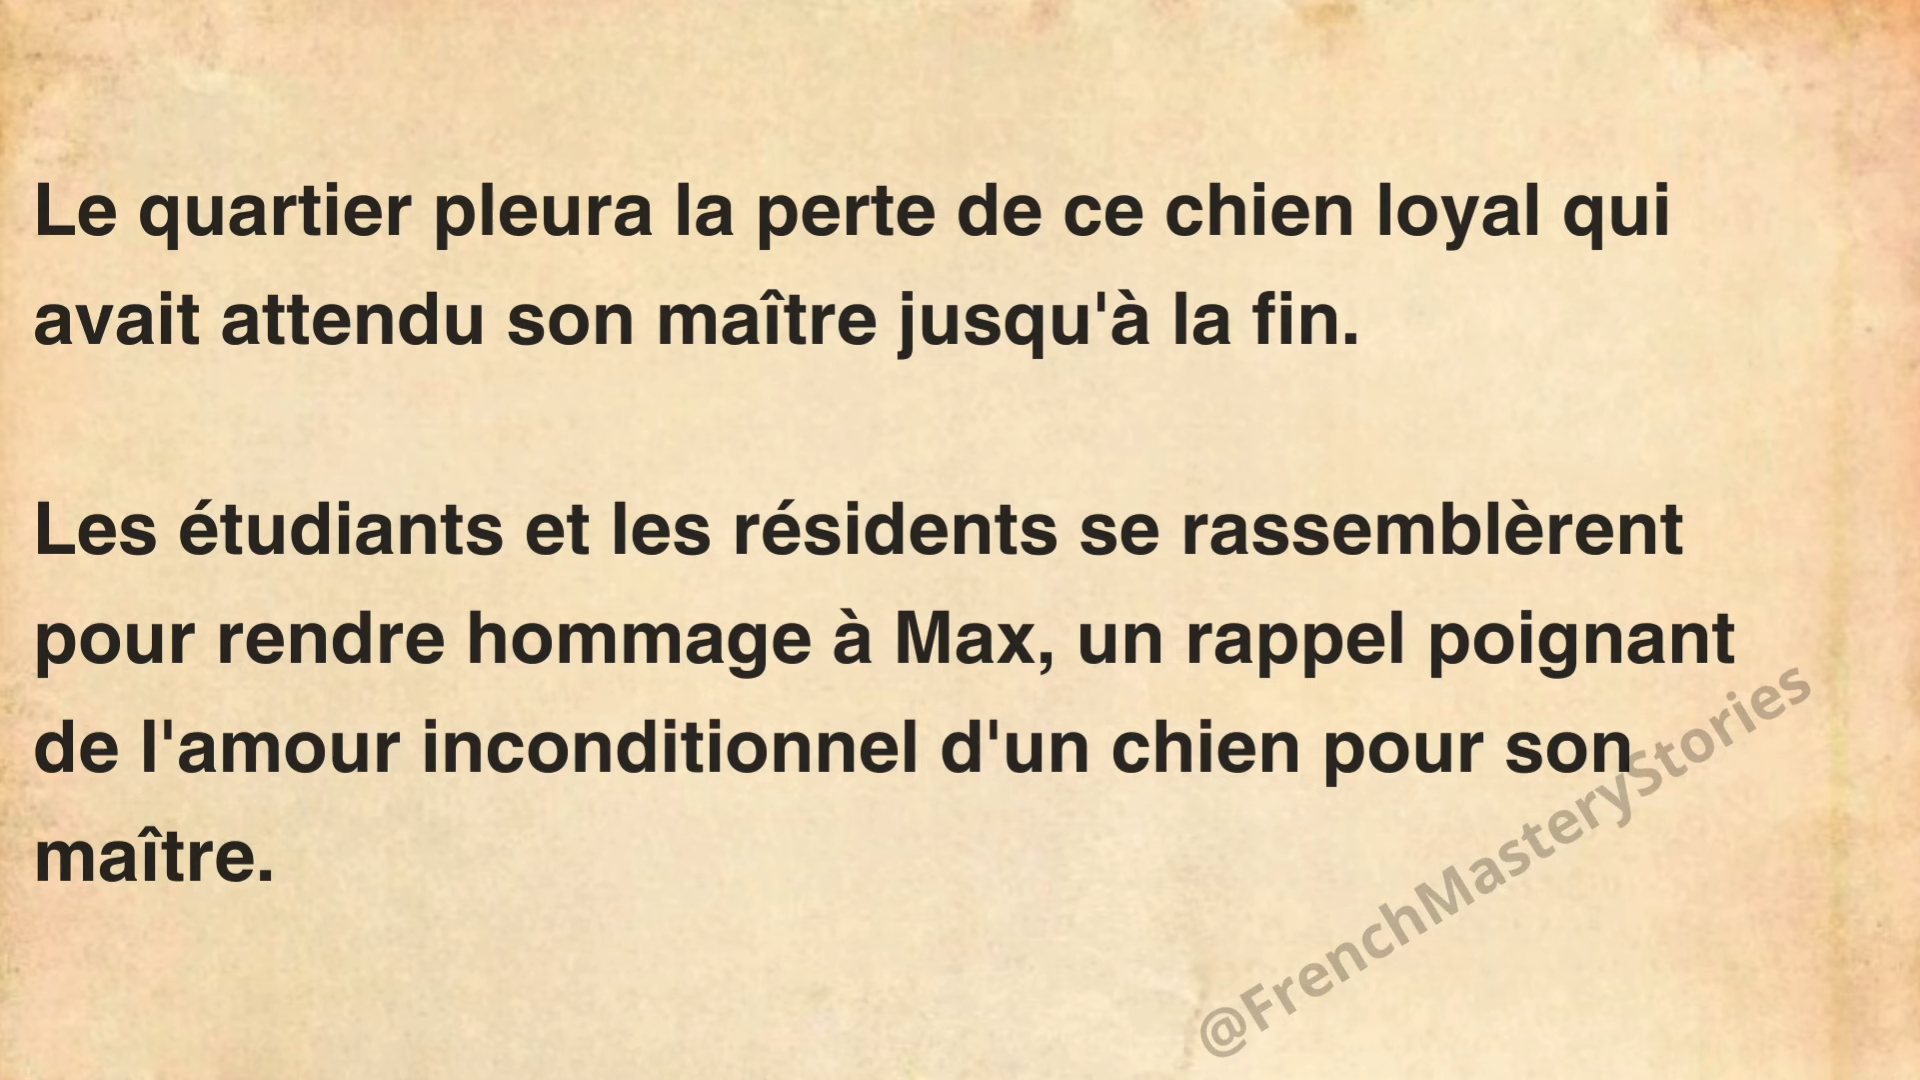 Le quartier pleura la perte de ce chien loyal qui
avait attendu son maître jusqu'à la fin.
Les étudiants et les résidents se rassemblèrent
pour rendre hommage à Max, un rappel poignant
de l'amour inconditionnel d'un chien pour son
maître.
@FrenchMasteryStories